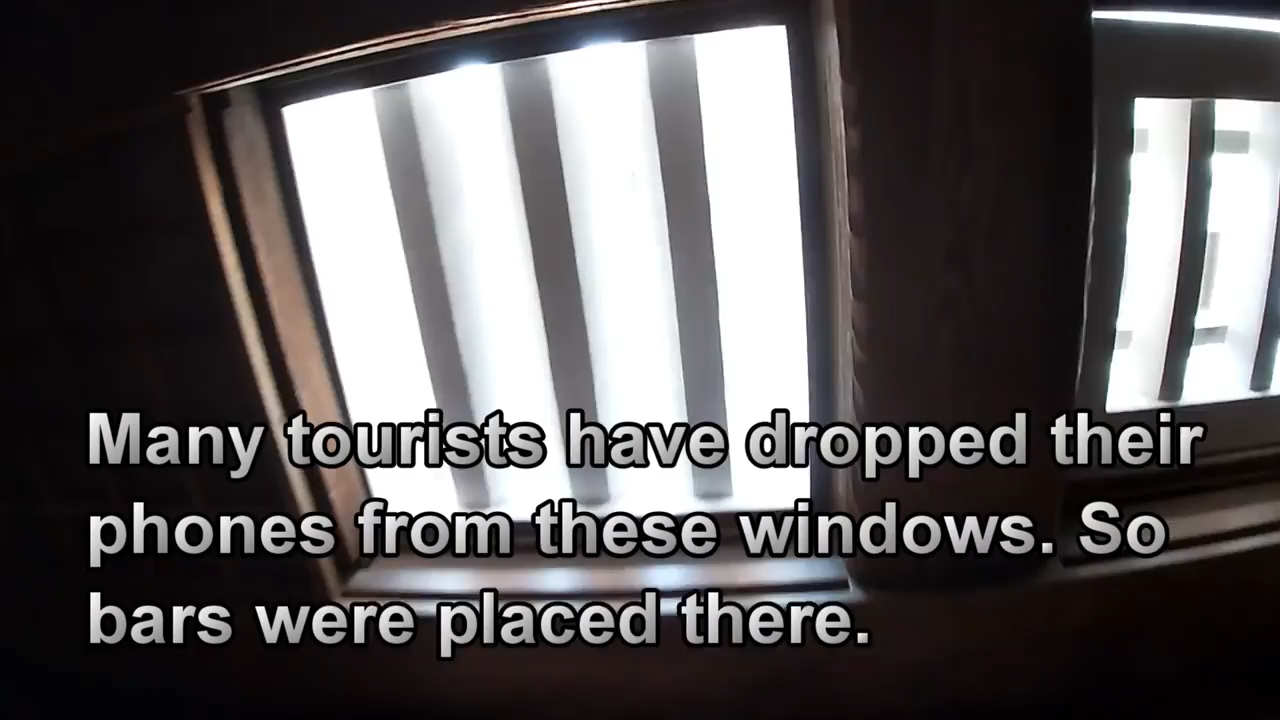 Many tourists have dropped their
phones from these windows. So
bars were placed there.